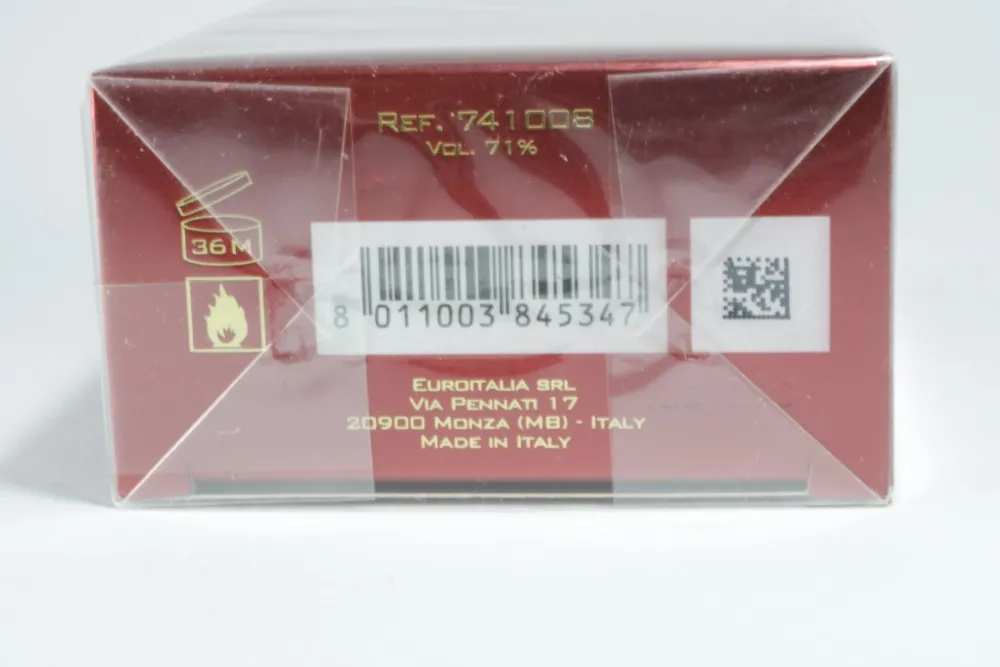 REF. 741008
VOL. 71%
36 M
8 011003 845347
EUROITALIA SRL
VIA PENNATI 17
20900 MONZA (MB) - ITALY
MADE IN ITALY